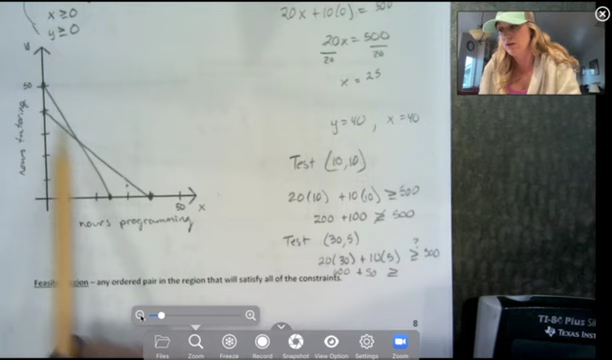 x ≥ 0
y ≥ 0
20x + 10(0) = 500
20x = 500
20 20
x = 25
y = 40 , x = 40
Test (10,10)
20(10) + 10(10) ≥ 500
200 + 100 ≱ 500
Test (30,5)
?
20(30) + 10(5) ≥ 500
600 + 50 ≥
50
hours tutoring
50 x
hours programming
– any ordered pair in the region that will satisfy all of the constraints.
8
TI-84 Plus
TEXAS
Files
Zoom
Freeze
Record
Snapshot
View Option
Settings
Zoom